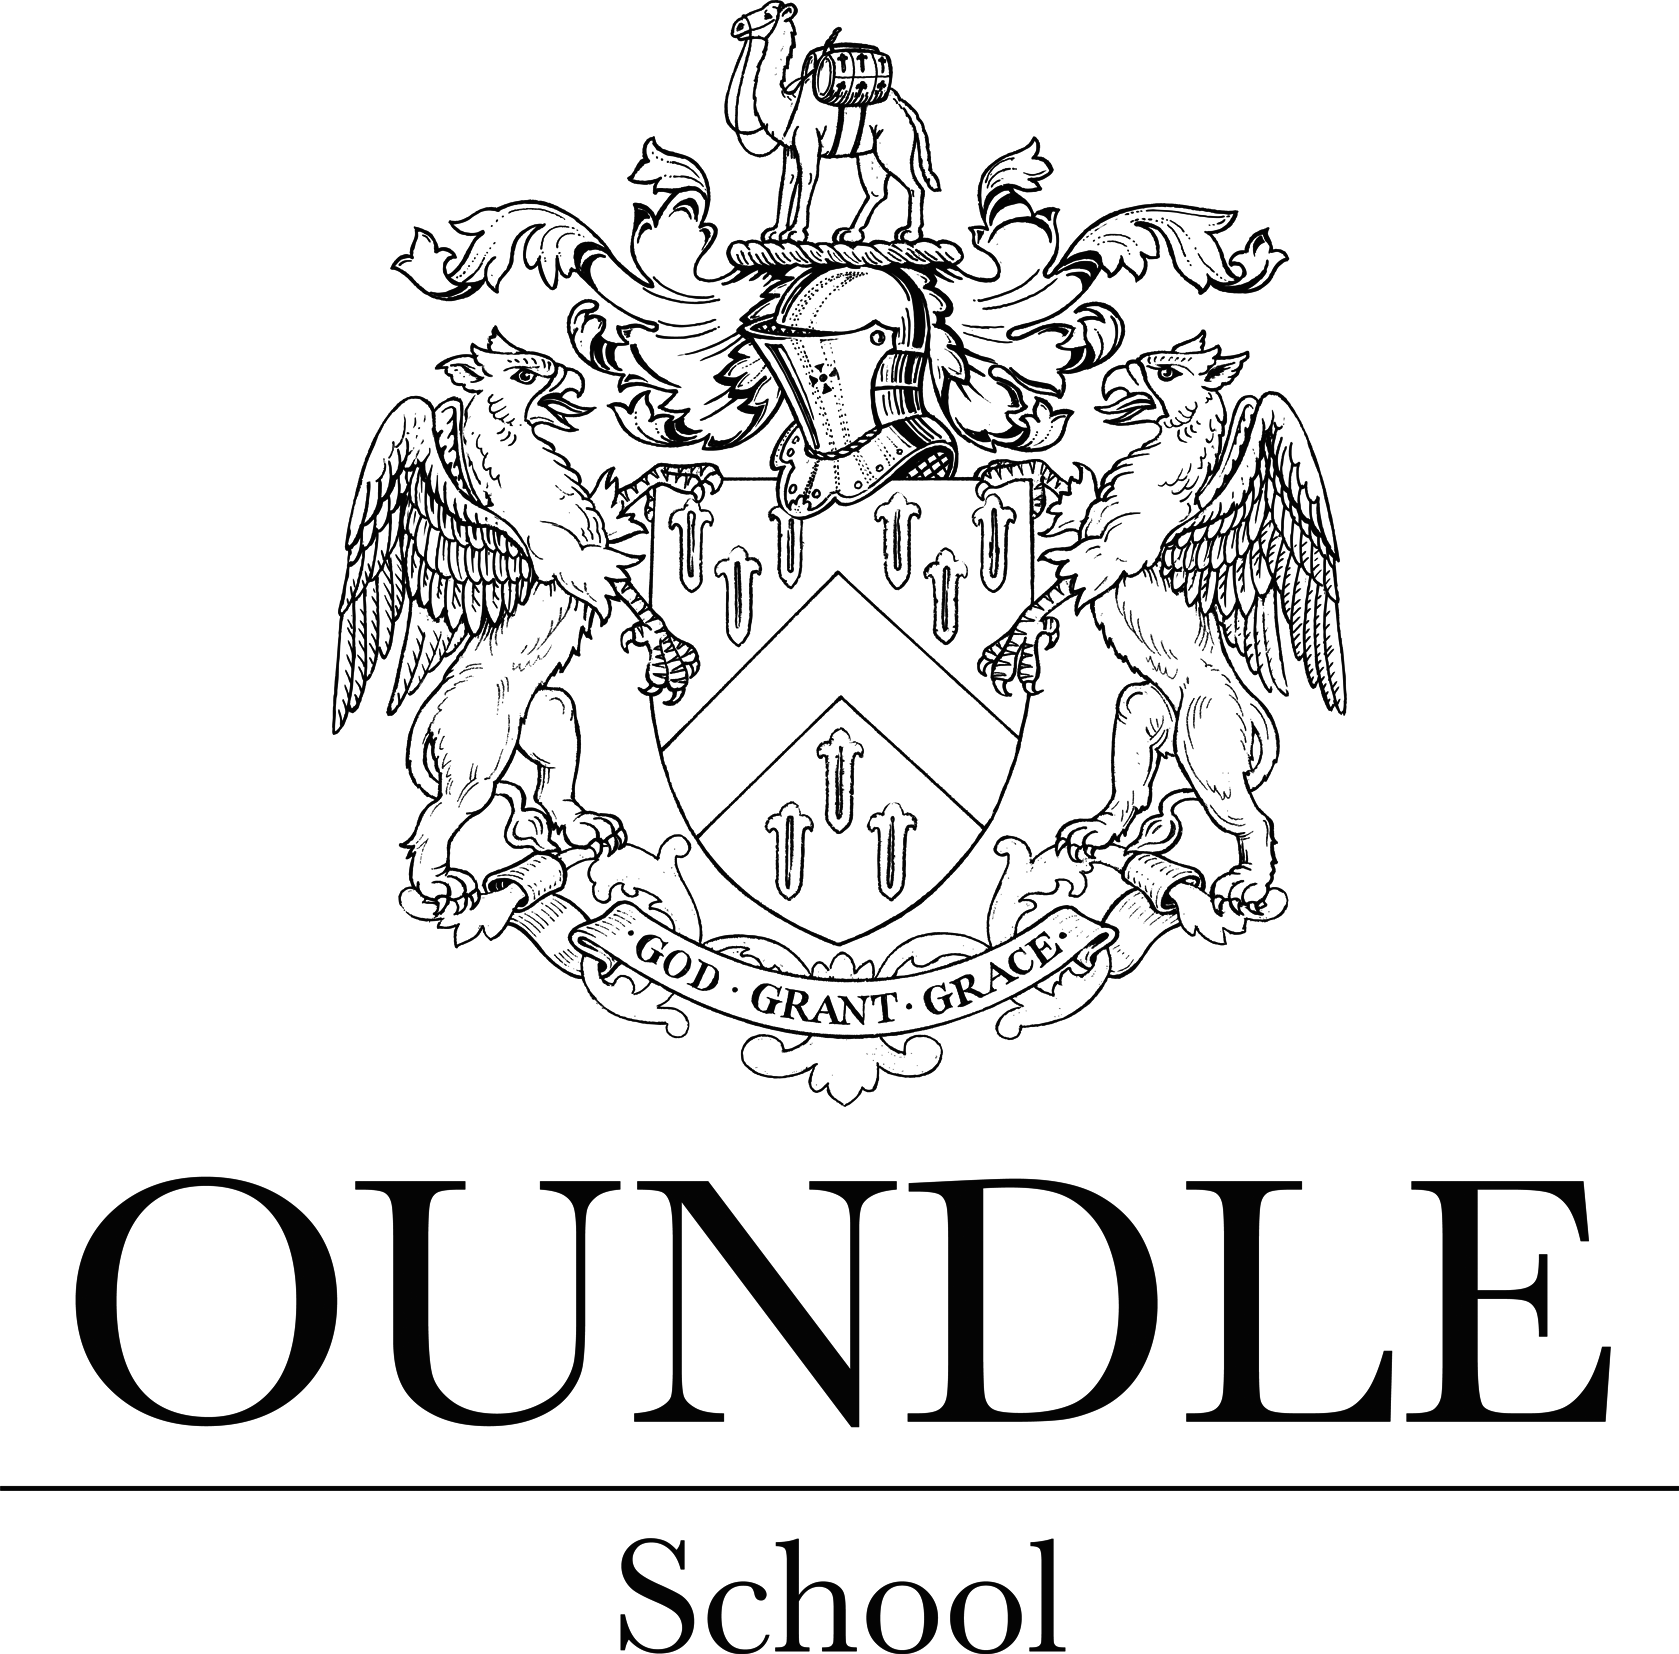 ·GOD · GRANT · GRACE·
OUNDLE
School